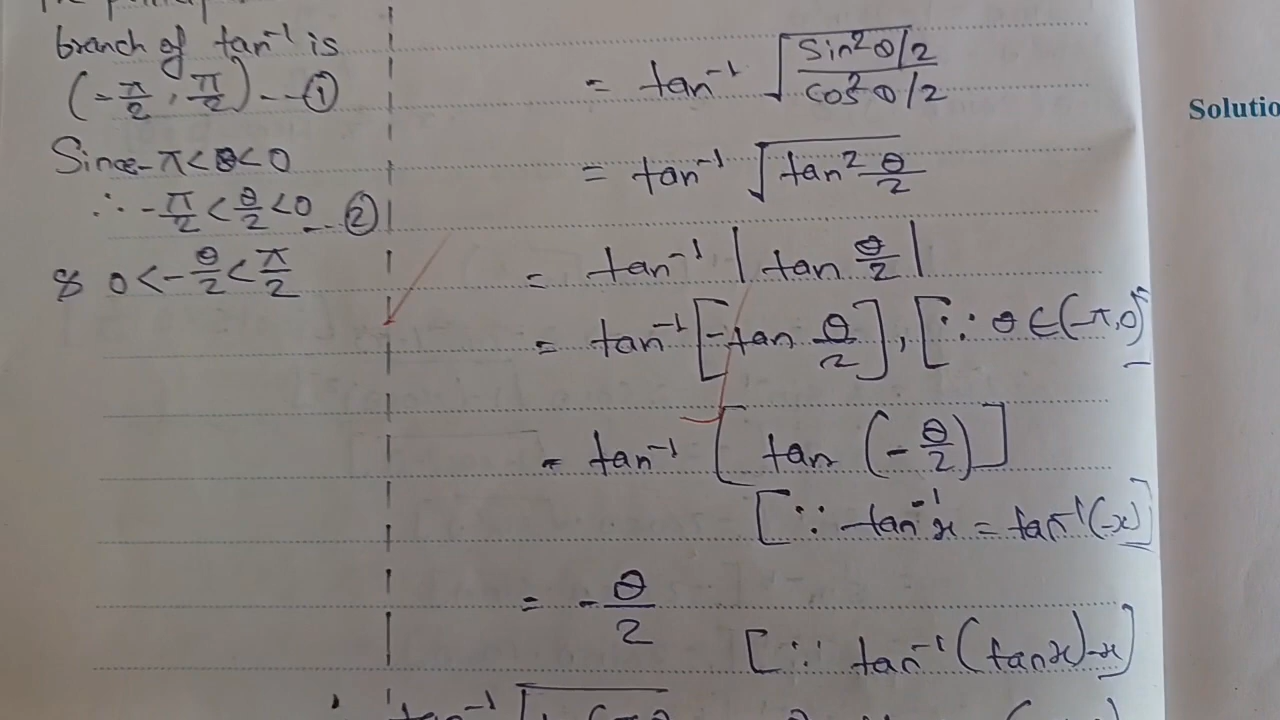 branch of tan⁻¹ is
(-π/2, π/2) --- ①
Since -π<θ<0
∴ -π/2 < θ/2 < 0 --- ②
& 0 < -θ/2 < π/2
= tan⁻¹ √(sin²θ/2 / cos²θ/2)
= tan⁻¹ √(tan² θ/2)
= tan⁻¹ |tan θ/2|
= tan⁻¹ [-tan θ/2], [∵ θ ∈ (-π, 0)
= tan⁻¹ [tan (-θ/2)]
[∵ -tan⁻¹x = tan⁻¹(-x)]
= -θ/2
[∵ tan⁻¹(tanx)=x]
Solutio